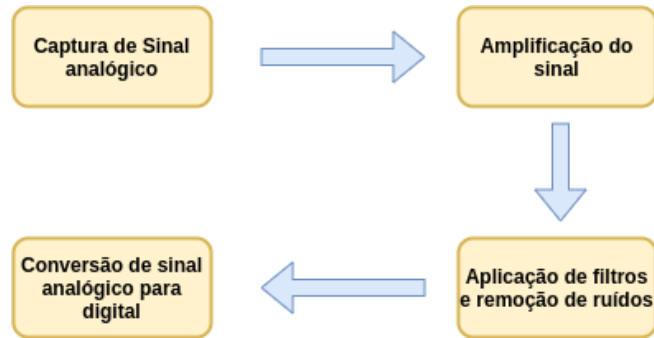 Captura de Sinal
analógico
Amplificação do
sinal
Aplicação de filtros
e remoção de ruídos
Conversão de sinal
analógico para
digital